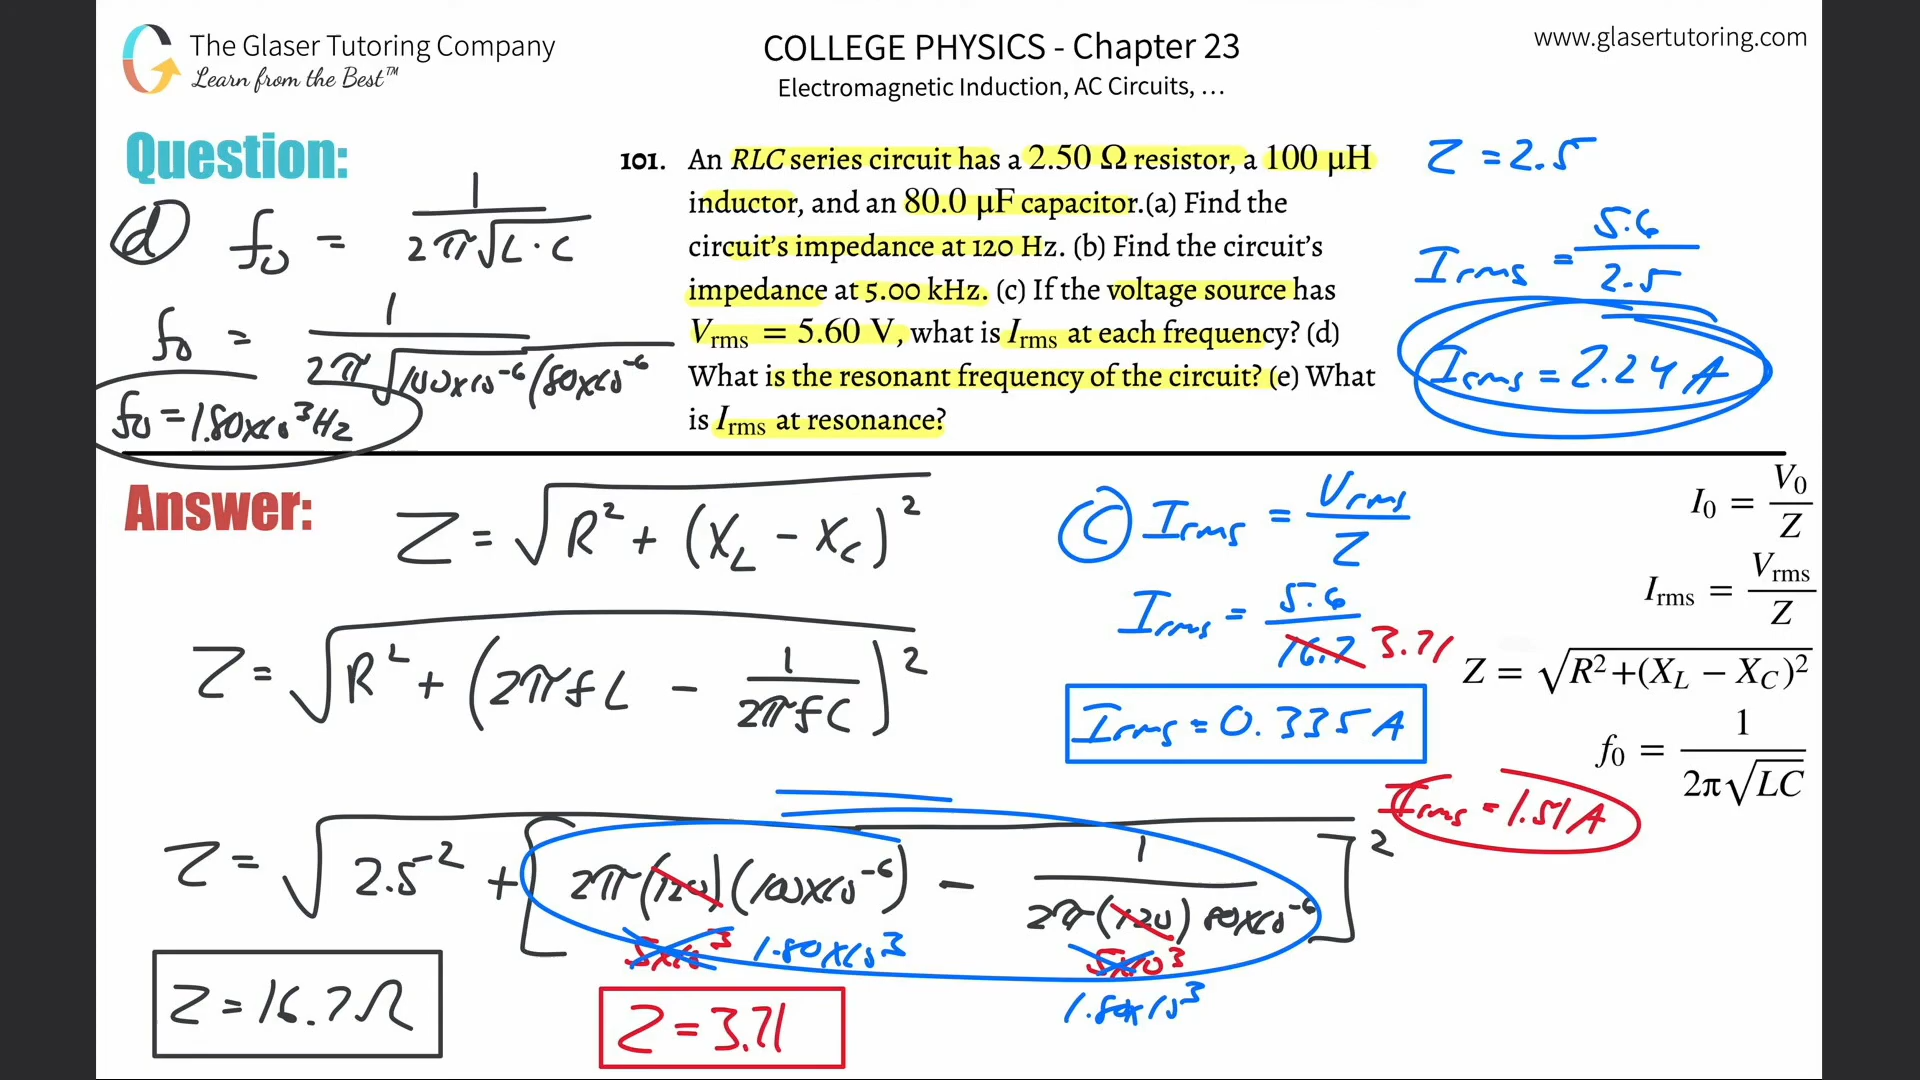 The Glaser Tutoring Company
Learn from the Best™
COLLEGE PHYSICS - Chapter 23
Electromagnetic Induction, AC Circuits, ...
www.glasertutoring.com
Question:
101. An RLC series circuit has a 2.50 Ω resistor, a 100 μH
inductor, and an 80.0 μF capacitor.(a) Find the
circuit's impedance at 120 Hz. (b) Find the circuit's
impedance at 5.00 kHz. (c) If the voltage source has
Vrms = 5.60 V, what is Irms at each frequency? (d)
What is the resonant frequency of the circuit? (e) What
is Irms at resonance?
(d) f0 = 1 / 2π√L·C
f0 = 1 / 2π√100x10^-6 (80x10^-6
f0 = 1.80x10^3 Hz
Z = 2.5
Irms = 5.6 / 2.5
Irms = 2.24 A
Answer:
Z = √R² + (XL - XC)²
Z = √R² + (2πfL - 1 / 2πfC)²
Z = √2.5^-2 + [2π(120)(100x10^-6) - 1 / 2π(120) 80x10^-6]²
5x10^3 1.80x10^3
5x10^3
1.80x10^3
Z = 16.7Ω
Z = 3.71
(c) Irms = Vrms / Z
Irms = 5.6 / 16.7 3.71
Irms = 0.335 A
Irms = 1.51 A
I0 = V0 / Z
Irms = Vrms / Z
Z = √R²+(XL − XC)²
f0 = 1 / 2π√LC